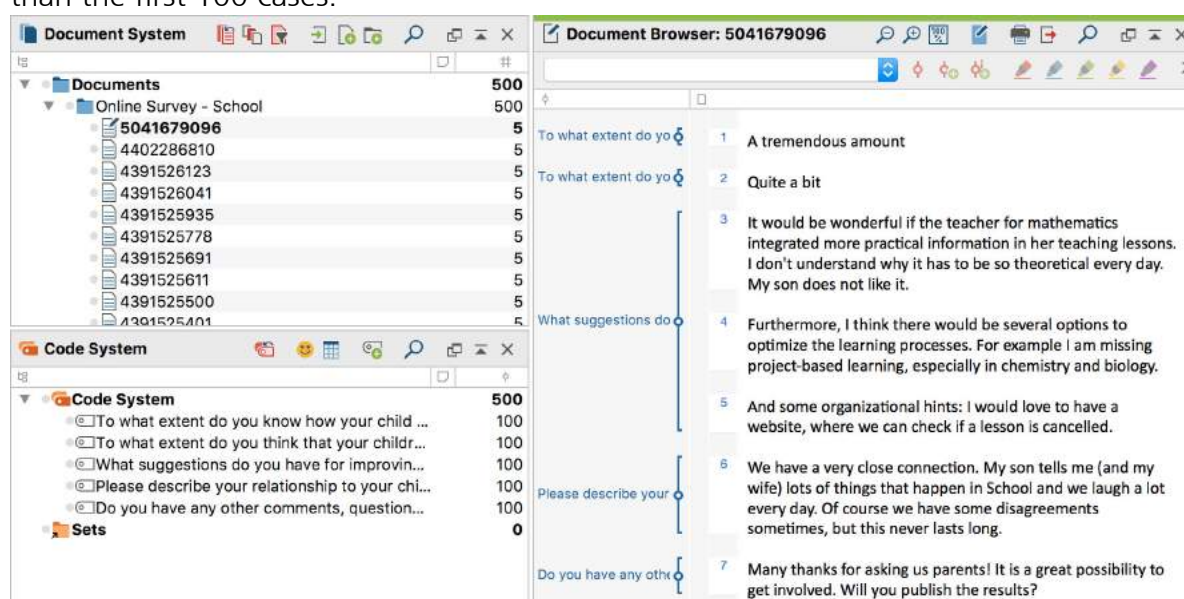 than the first 100 cases.
Document System
Documents 500
Online Survey - School 500
5041679096 5
4402286810 5
4391526123 5
4391526041 5
4391525935 5
4391525778 5
4391525691 5
4391525611 5
4391525500 5
4391525401 5
Code System
Code System 500
To what extent do you know how your child ... 100
To what extent do you think that your childr... 100
What suggestions do you have for improvin... 100
Please describe your relationship to your chi... 100
Do you have any other comments, question... 100
Sets 0
Document Browser: 5041679096
To what extent do yo
1 A tremendous amount
To what extent do yo
2 Quite a bit
What suggestions do
3 It would be wonderful if the teacher for mathematics
integrated more practical information in her teaching lessons.
I don't understand why it has to be so theoretical every day.
My son does not like it.
4 Furthermore, I think there would be several options to
optimize the learning processes. For example I am missing
project-based learning, especially in chemistry and biology.
5 And some organizational hints: I would love to have a
website, where we can check if a lesson is cancelled.
Please describe your
6 We have a very close connection. My son tells me (and my
wife) lots of things that happen in School and we laugh a lot
every day. Of course we have some disagreements
sometimes, but this never lasts long.
Do you have any othe
7 Many thanks for asking us parents! It is a great possibility to
get involved. Will you publish the results?